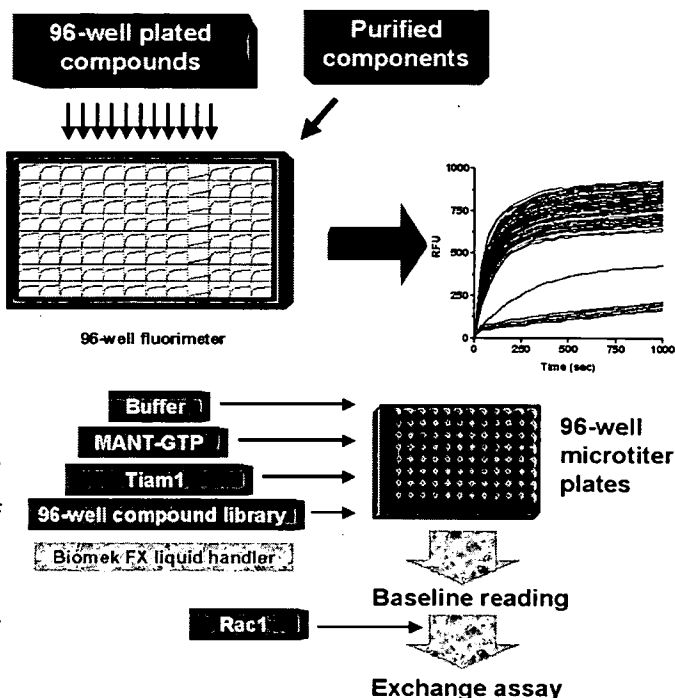 96-well plated
compounds
Purified
components
1000
750
500
250
0
RFU
0 250 500 750 1000
Time (sec)
96-well fluorimeter
Buffer
MANT-GTP
Tiam1
96-well compound library
Biomek FX liquid handler
96-well
microtiter
plates
Baseline reading
Rac1
Exchange assay